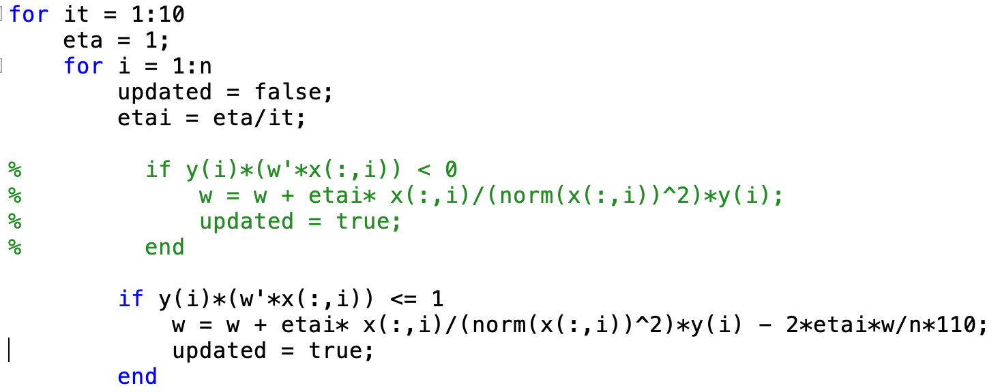 for it = 1:10
    eta = 1;
    for i = 1:n
        updated = false;
        etai = eta/it;
%         if y(i)*(w'*x(:,i)) < 0
%             w = w + etai* x(:,i)/(norm(x(:,i))^2)*y(i);
%             updated = true;
%         end
        if y(i)*(w'*x(:,i)) <= 1
            w = w + etai* x(:,i)/(norm(x(:,i))^2)*y(i) - 2*etai*w/n*110;
            updated = true;
        end